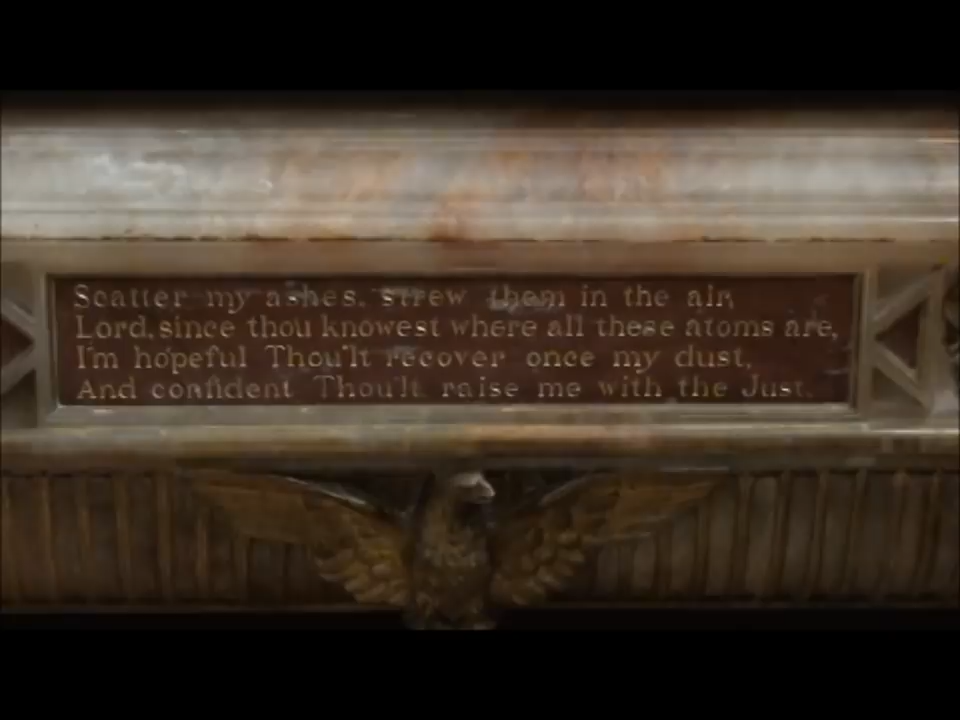 Scatter my ashes, strew them in the air,
Lord, since thou knowest where all these atoms are,
I'm hopeful Thou'lt recover once my dust,
And confident Thou'lt raise me with the Just.